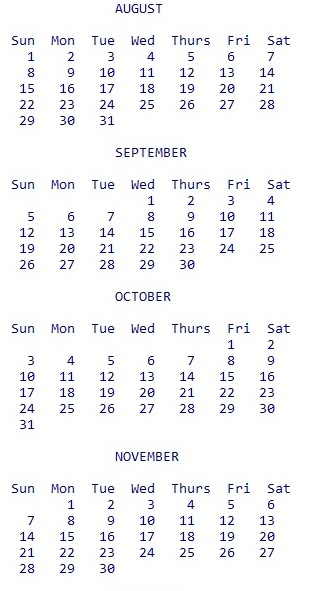 AUGUST
Sun Mon Tue Wed Thurs Fri Sat
1 2 3 4 5 6 7
8 9 10 11 12 13 14
15 16 17 18 19 20 21
22 23 24 25 26 27 28
29 30 31
SEPTEMBER
Sun Mon Tue Wed Thurs Fri Sat
1 2 3 4
5 6 7 8 9 10 11
12 13 14 15 16 17 18
19 20 21 22 23 24 25
26 27 28 29 30
OCTOBER
Sun Mon Tue Wed Thurs Fri Sat
1 2
3 4 5 6 7 8 9
10 11 12 13 14 15 16
17 18 19 20 21 22 23
24 25 26 27 28 29 30
31
NOVEMBER
Sun Mon Tue Wed Thurs Fri Sat
1 2 3 4 5 6
7 8 9 10 11 12 13
14 15 16 17 18 19 20
21 22 23 24 25 26 27
28 29 30